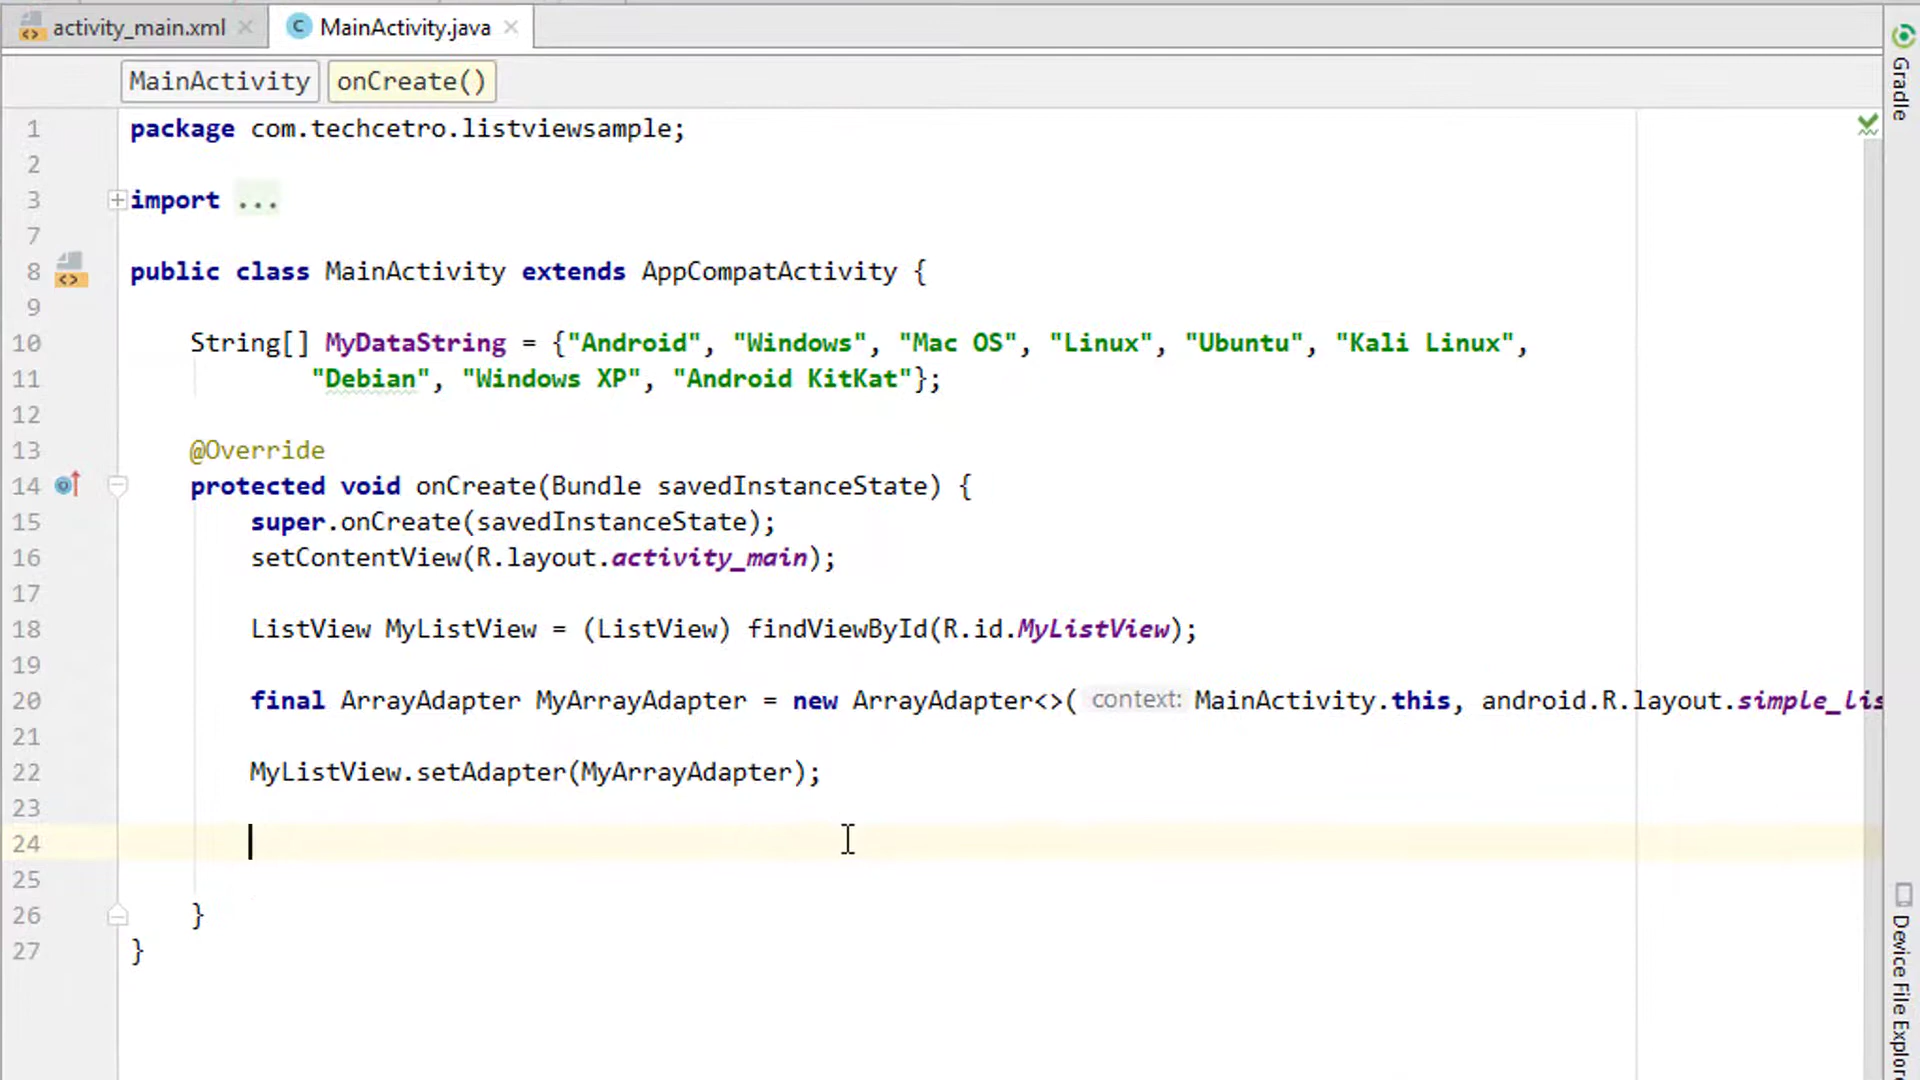 activity_main.xml
MainActivity.java
MainActivity
onCreate()
1 package com.techcetro.listviewsample;
2
3 import ...
7
8 public class MainActivity extends AppCompatActivity {
9
10 String[] MyDataString = {"Android", "Windows", "Mac OS", "Linux", "Ubuntu", "Kali Linux",
11 "Debian", "Windows XP", "Android KitKat"};
12
13 @Override
14 protected void onCreate(Bundle savedInstanceState) {
15 super.onCreate(savedInstanceState);
16 setContentView(R.layout.activity_main);
17
18 ListView MyListView = (ListView) findViewById(R.id.MyListView);
19
20 final ArrayAdapter MyArrayAdapter = new ArrayAdapter<>( context: MainActivity.this, android.R.layout.simple_lis
21
22 MyListView.setAdapter(MyArrayAdapter);
23
24
25
26 }
27 }
Gradle
Device File Explor